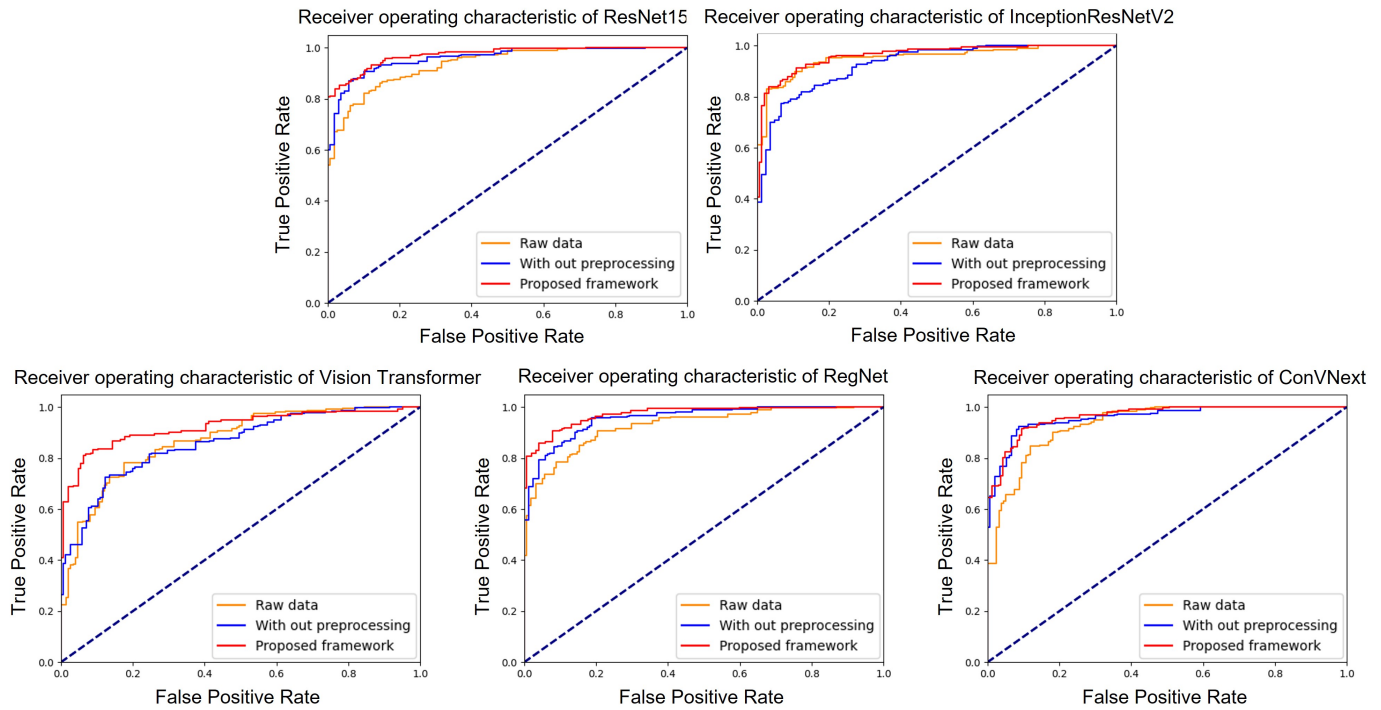 Receiver operating characteristic of ResNet15
1.0
0.8
0.6
0.4
0.2
0.0
True Positive Rate
Raw data
With out preprocessing
Proposed framework
0.0 0.2 0.4 0.6 0.8 1.0
False Positive Rate
Receiver operating characteristic of InceptionResNetV2
1.0
0.8
0.6
0.4
0.2
0.0
True Positive Rate
Raw data
With out preprocessing
Proposed framework
0.0 0.2 0.4 0.6 0.8 1.0
False Positive Rate
Receiver operating characteristic of Vision Transformer
1.0
0.8
0.6
0.4
0.2
0.0
True Positive Rate
Raw data
With out preprocessing
Proposed framework
0.0 0.2 0.4 0.6 0.8 1.0
False Positive Rate
Receiver operating characteristic of RegNet
1.0
0.8
0.6
0.4
0.2
0.0
True Positive Rate
Raw data
With out preprocessing
Proposed framework
0.0 0.2 0.4 0.6 0.8 1.0
False Positive Rate
Receiver operating characteristic of ConVNext
1.0
0.8
0.6
0.4
0.2
0.0
True Positive Rate
Raw data
With out preprocessing
Proposed framework
0.0 0.2 0.4 0.6 0.8 1.0
False Positive Rate